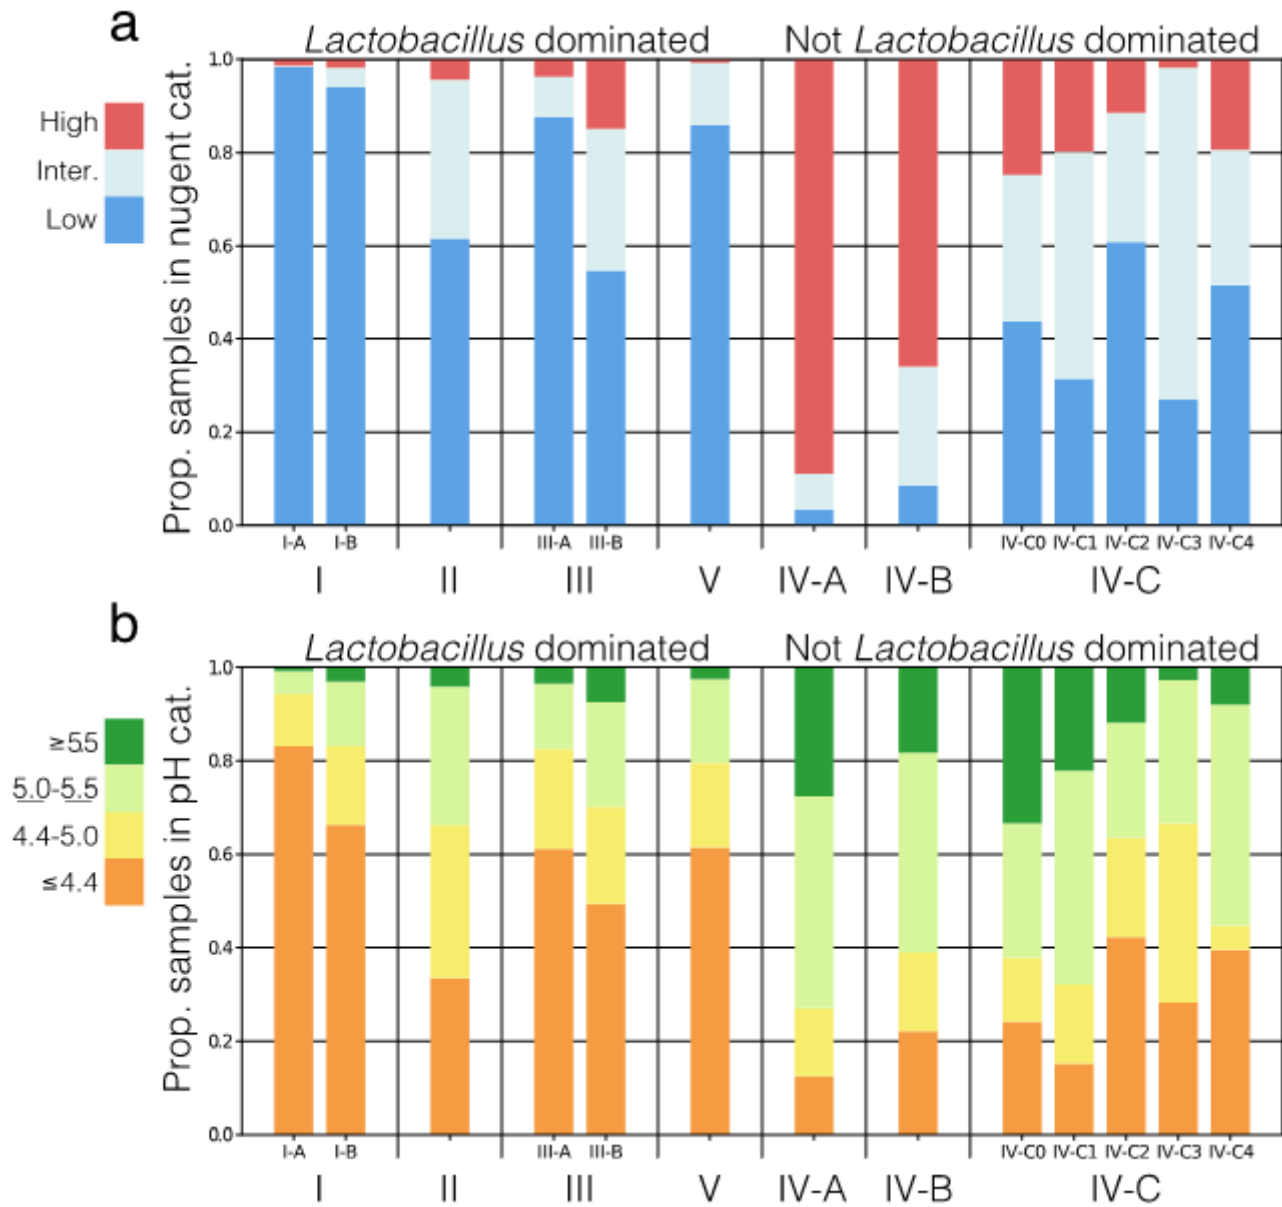 a
Lactobacillus dominated
Not Lactobacillus dominated
High
Inter.
Low
Prop. samples in nugent cat.
1.0
0.8
0.6
0.4
0.2
0.0
I-A
I-B
III-A
III-B
IV-C0
IV-C1
IV-C2
IV-C3
IV-C4
I
II
III
V
IV-A
IV-B
IV-C
b
Lactobacillus dominated
Not Lactobacillus dominated
≥5.5
5.0-5.5
4.4-5.0
≤4.4
Prop. samples in pH cat.
1.0
0.8
0.6
0.4
0.2
0.0
I-A
I-B
III-A
III-B
IV-C0
IV-C1
IV-C2
IV-C3
IV-C4
I
II
III
V
IV-A
IV-B
IV-C